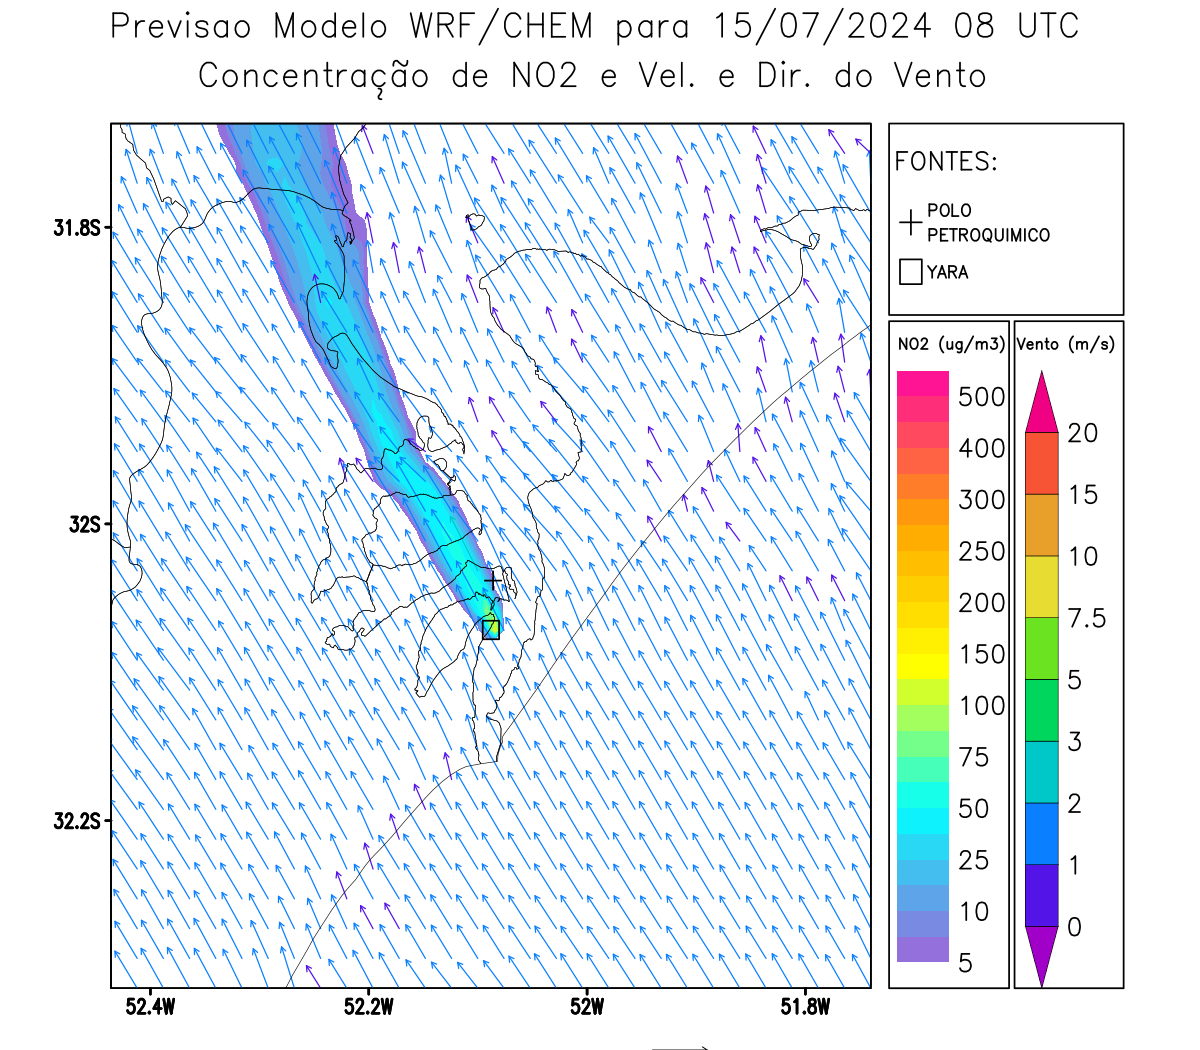 Previsao Modelo WRF/CHEM para 15/07/2024 08 UTC
Concentração de NO2 e Vel. e Dir. do Vento
FONTES:
POLO
PETROQUIMICO
YARA
NO2 (ug/m3)
500
400
300
250
200
150
100
75
50
25
10
5
Vento (m/s)
20
15
10
7.5
5
3
2
1
0
31.8S
32S
32.2S
52.4W
52.2W
52W
51.8W